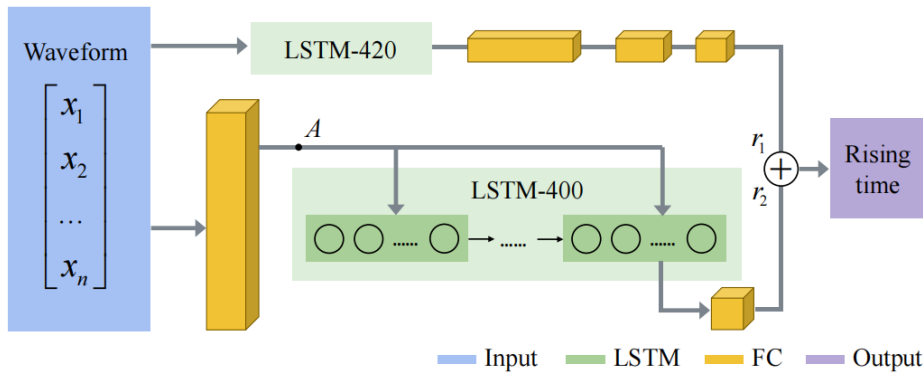 Waveform
x1
x2
...
xn
LSTM-420
A
LSTM-400
......
......
......
r1
+
r2
Rising
time
Input
LSTM
FC
Output